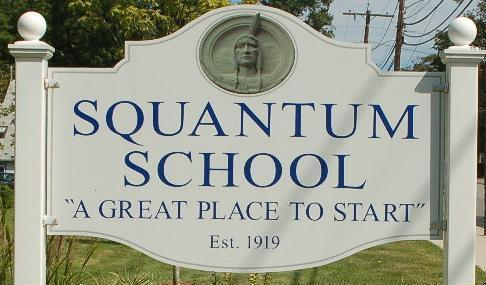 SQUANTUM
SCHOOL
"A GREAT PLACE TO START"
Est. 1919